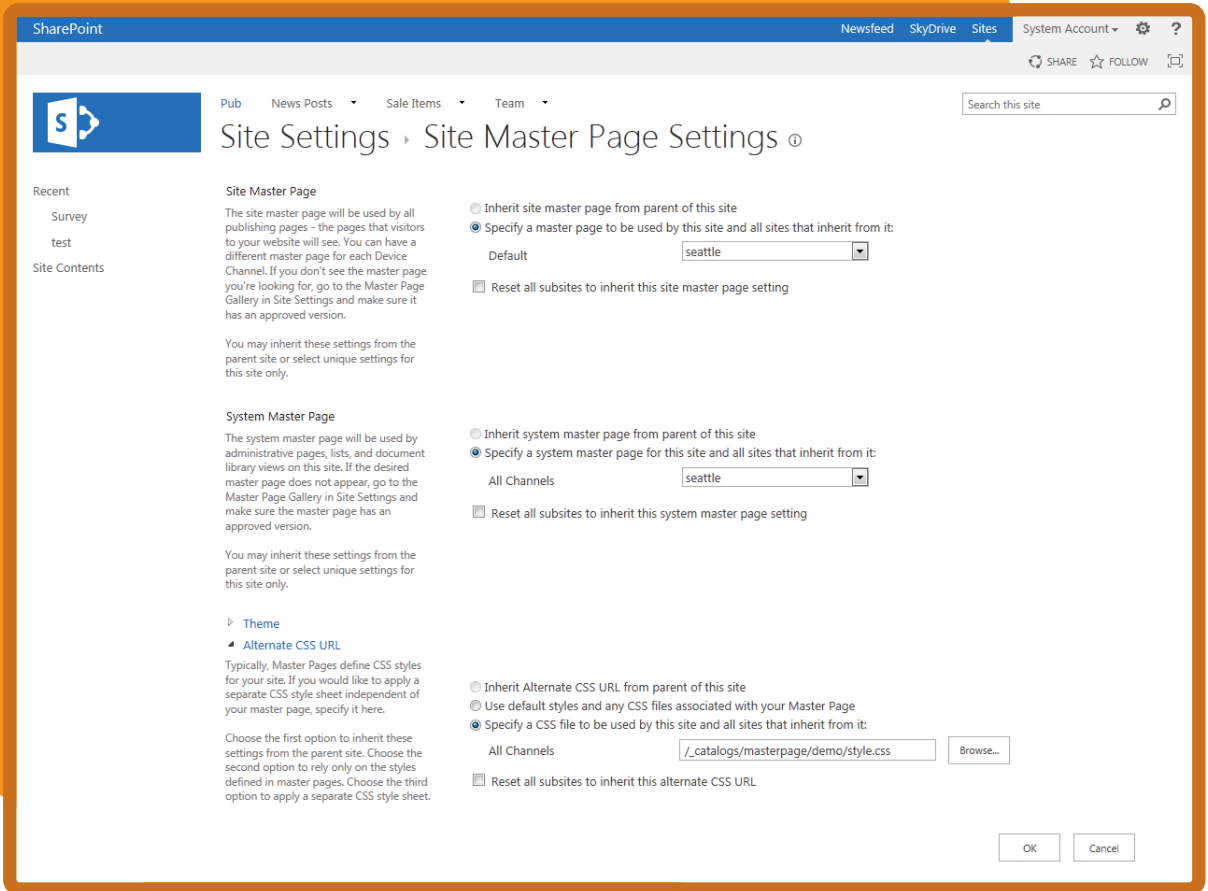 SharePoint
Newsfeed SkyDrive Sites System Account ?
SHARE FOLLOW
S
Pub News Posts Sale Items Team
Search this site
Site Settings Site Master Page Settings
Recent
Survey
test
Site Contents
Site Master Page
The site master page will be used by all
publishing pages - the pages that visitors
to your website will see. You can have a
different master page for each Device
Channel. If you don't see the master page
you're looking for, go to the Master Page
Gallery in Site Settings and make sure it
has an approved version.
You may inherit these settings from the
parent site or select unique settings for
this site only.
Inherit site master page from parent of this site
Specify a master page to be used by this site and all sites that inherit from it:
Default seattle
Reset all subsites to inherit this site master page setting
System Master Page
The system master page will be used by
administrative pages, lists, and document
library views on this site. If the desired
master page does not appear, go to the
Master Page Gallery in Site Settings and
make sure the master page has an
approved version.
You may inherit these settings from the
parent site or select unique settings for
this site only.
Inherit system master page from parent of this site
Specify a system master page for this site and all sites that inherit from it:
All Channels seattle
Reset all subsites to inherit this system master page setting
Theme
Alternate CSS URL
Typically, Master Pages define CSS styles
for your site. If you would like to apply a
separate CSS style sheet independent of
your master page, specify it here.
Choose the first option to inherit these
settings from the parent site. Choose the
second option to rely only on the styles
defined in master pages. Choose the third
option to apply a separate CSS style sheet.
Inherit Alternate CSS URL from parent of this site
Use default styles and any CSS files associated with your Master Page
Specify a CSS file to be used by this site and all sites that inherit from it:
All Channels /_catalogs/masterpage/demo/style.css Browse...
Reset all subsites to inherit this alternate CSS URL
OK Cancel